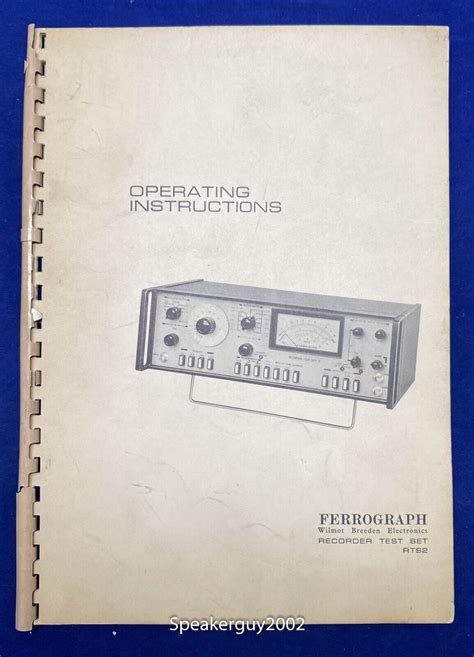 OPERATING
INSTRUCTIONS
FERROGRAPH
Wilmot Breeden Electronics
RECORDER TEST SET
RTS2
Speakerguy2002